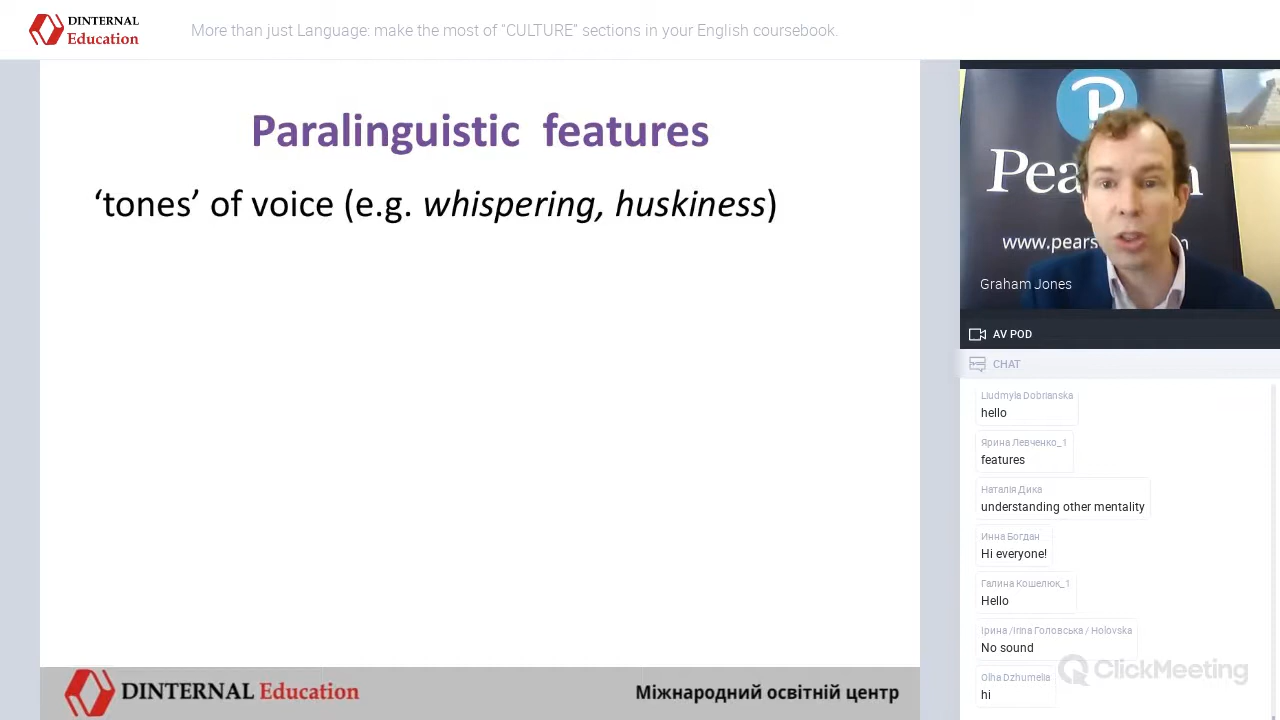 DINTERNAL
Education
More than just Language: make the most of "CULTURE" sections in your English coursebook.
Paralinguistic features
‘tones’ of voice (e.g. whispering, huskiness)
DINTERNAL Education
Міжнародний освітній центр
www.pears
Graham Jones
AV POD
CHAT
Liudmyla Dobrianska
hello
Ярина Левченко_1
features
Наталія Дика
understanding other mentality
Инна Богдан
Hi everyone!
Галина Кошелюк_1
Hello
Ірина /Irina Головська / Holovska
No sound
Olha Dzhumelia
hi
ClickMeeting